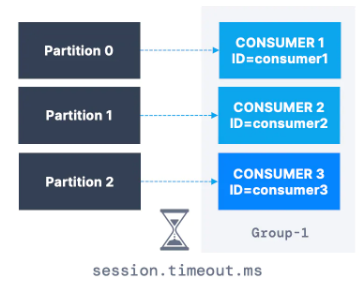 Partition 0
CONSUMER 1
ID=consumer1
Partition 1
CONSUMER 2
ID=consumer2
Partition 2
CONSUMER 3
ID=consumer3
Group-1
session.timeout.ms